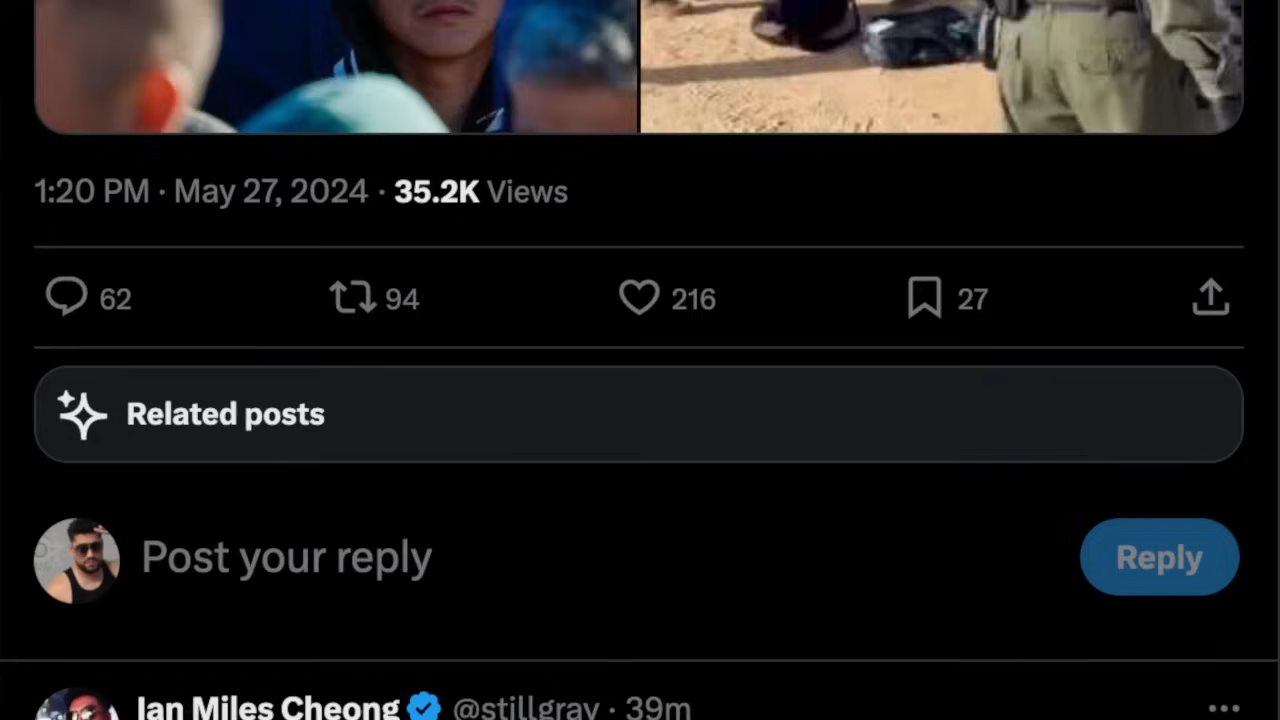 1:20 PM · May 27, 2024 · 35.2K Views
62 94 216 27
Related posts
Post your reply Reply
Ian Miles Cheong @stillgray · 39m